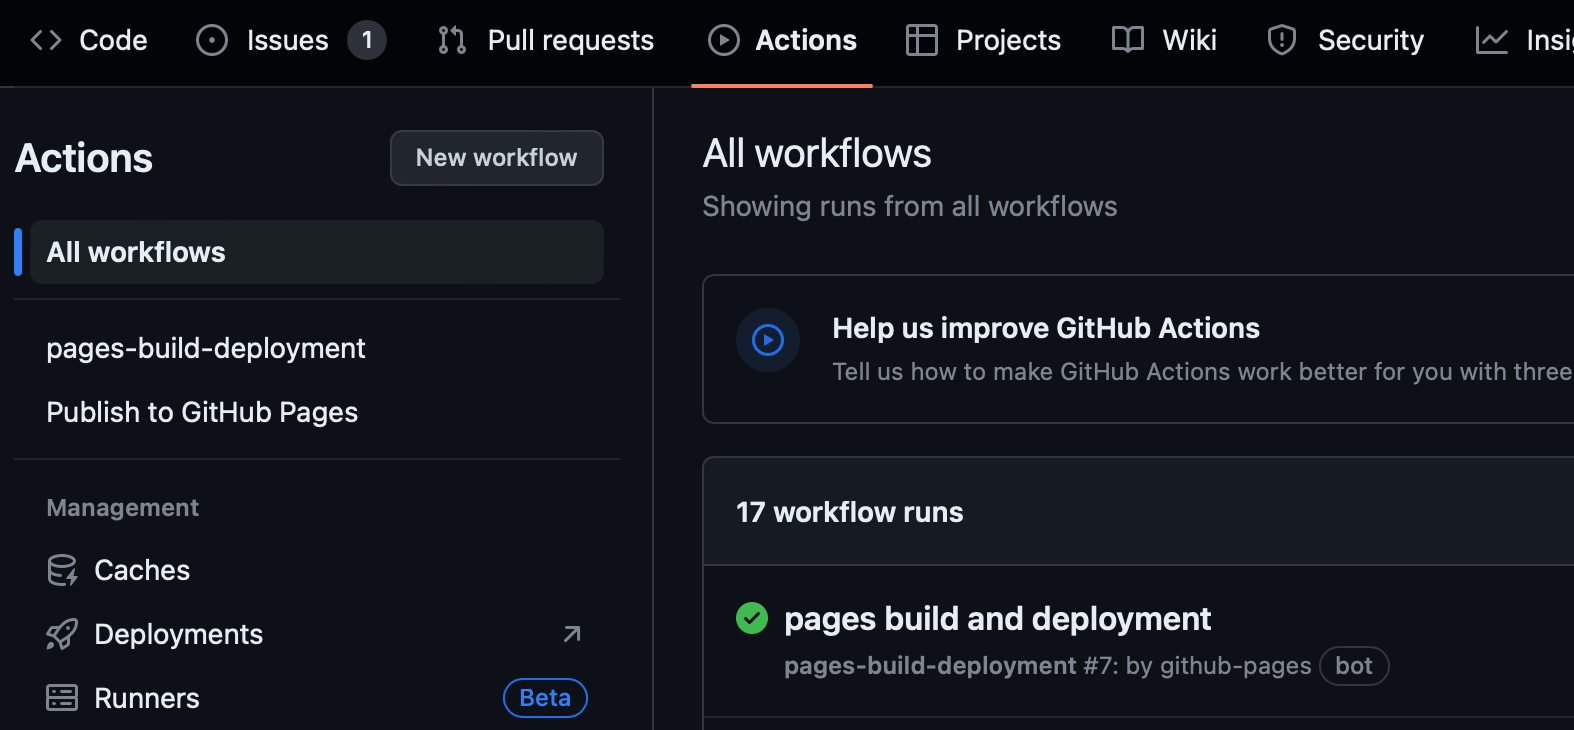 Code Issues 1 Pull requests Actions Projects Wiki Security
Actions
New workflow
All workflows
pages-build-deployment
Publish to GitHub Pages
Management
Caches
Deployments
Runners Beta
All workflows
Showing runs from all workflows
Help us improve GitHub Actions
Tell us how to make GitHub Actions work better for you with three
17 workflow runs
pages build and deployment
pages-build-deployment #7: by github-pages bot